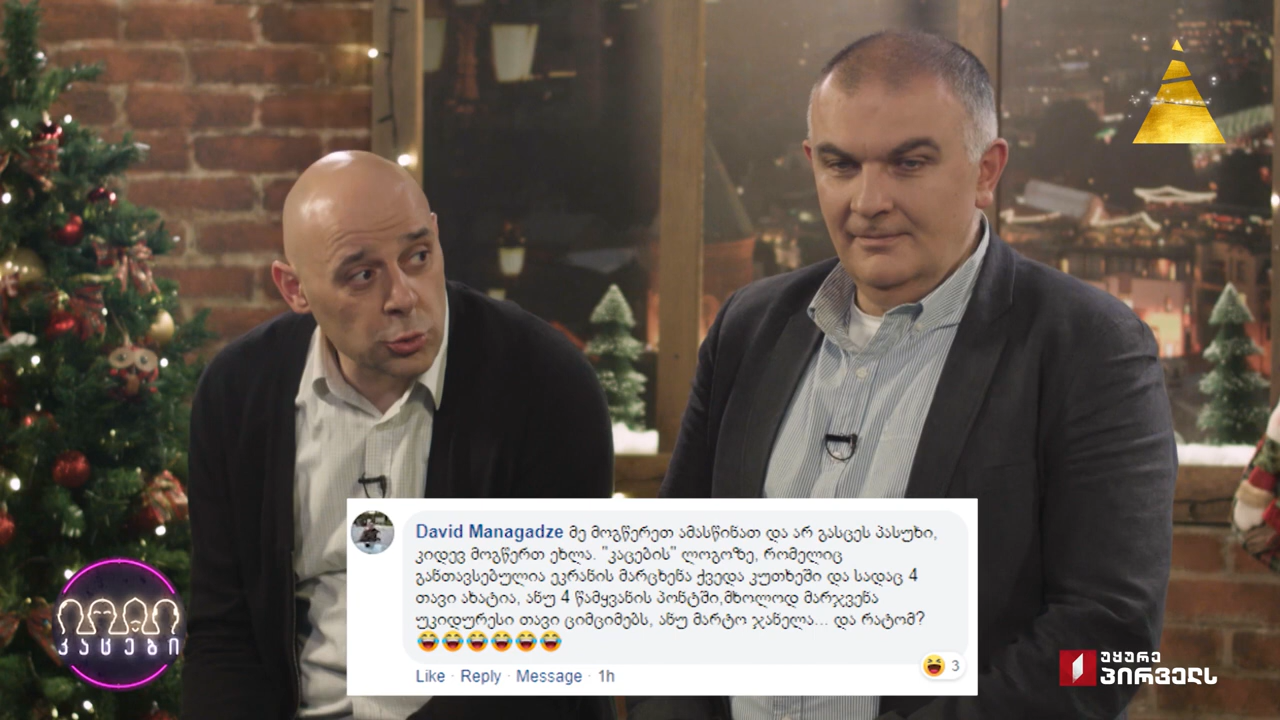 David Managadze მე მოგწერეთ ამასწინათ და არ გასცეს პასუხი,
კიდევ მოგწერთ ეხლა. "კაცების" ლოგოზე, რომელიც
განთავსებულია ეკრანის მარცხენა ქვედა კუთხეში და სადაც 4
თავი ახატია, ანუ 4 წამყვანის პონტში,მხოლოდ მარჯვენა
უკიდურესი თავი ციმციმებს, ანუ მარტო ჯანელა... და რატომ?
😂😂😂😂😂😂
Like · Reply · Message · 1h
3
კაცები
უყურე
პირველს